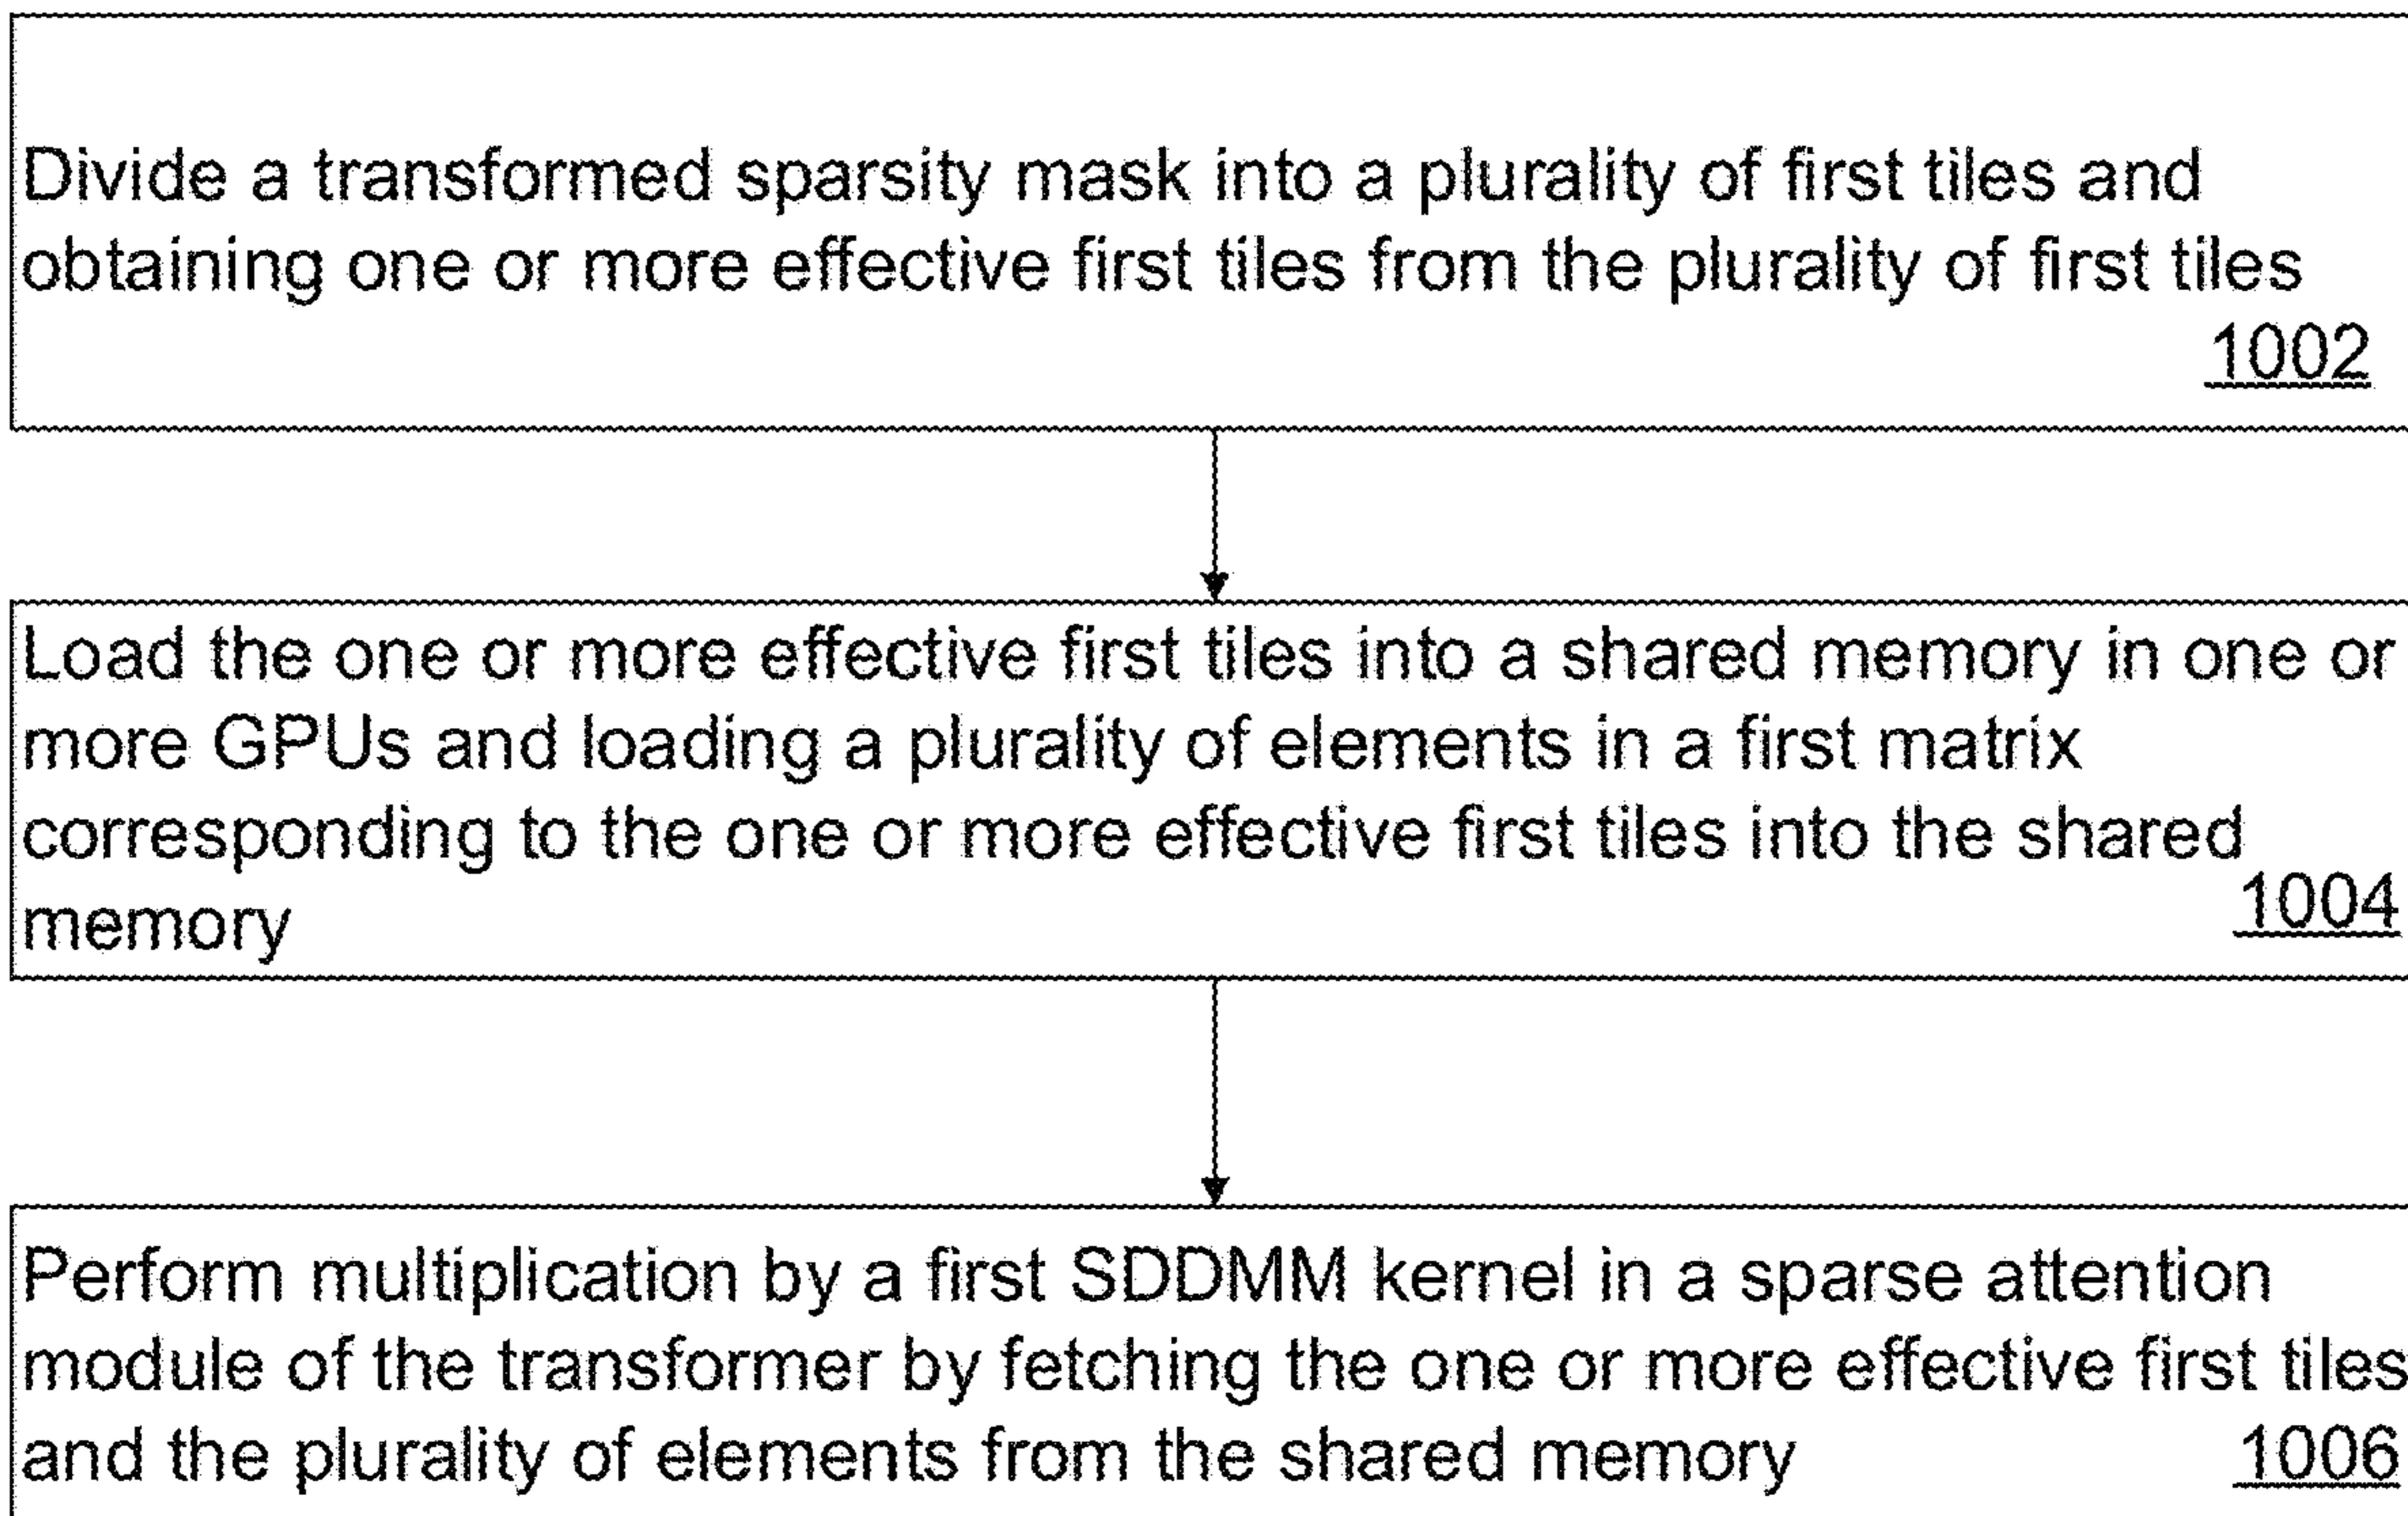 Divide a transformed sparsity mask into a plurality of first tiles and
obtaining one or more effective first tiles from the plurality of first tiles
1002
Load the one or more effective first tiles into a shared memory in one or
more GPUs and loading a plurality of elements in a first matrix
corresponding to the one or more effective first tiles into the shared
memory 1004
Perform multiplication by a first SDDMM kernel in a sparse attention
module of the transformer by fetching the one or more effective first tiles
and the plurality of elements from the shared memory 1006